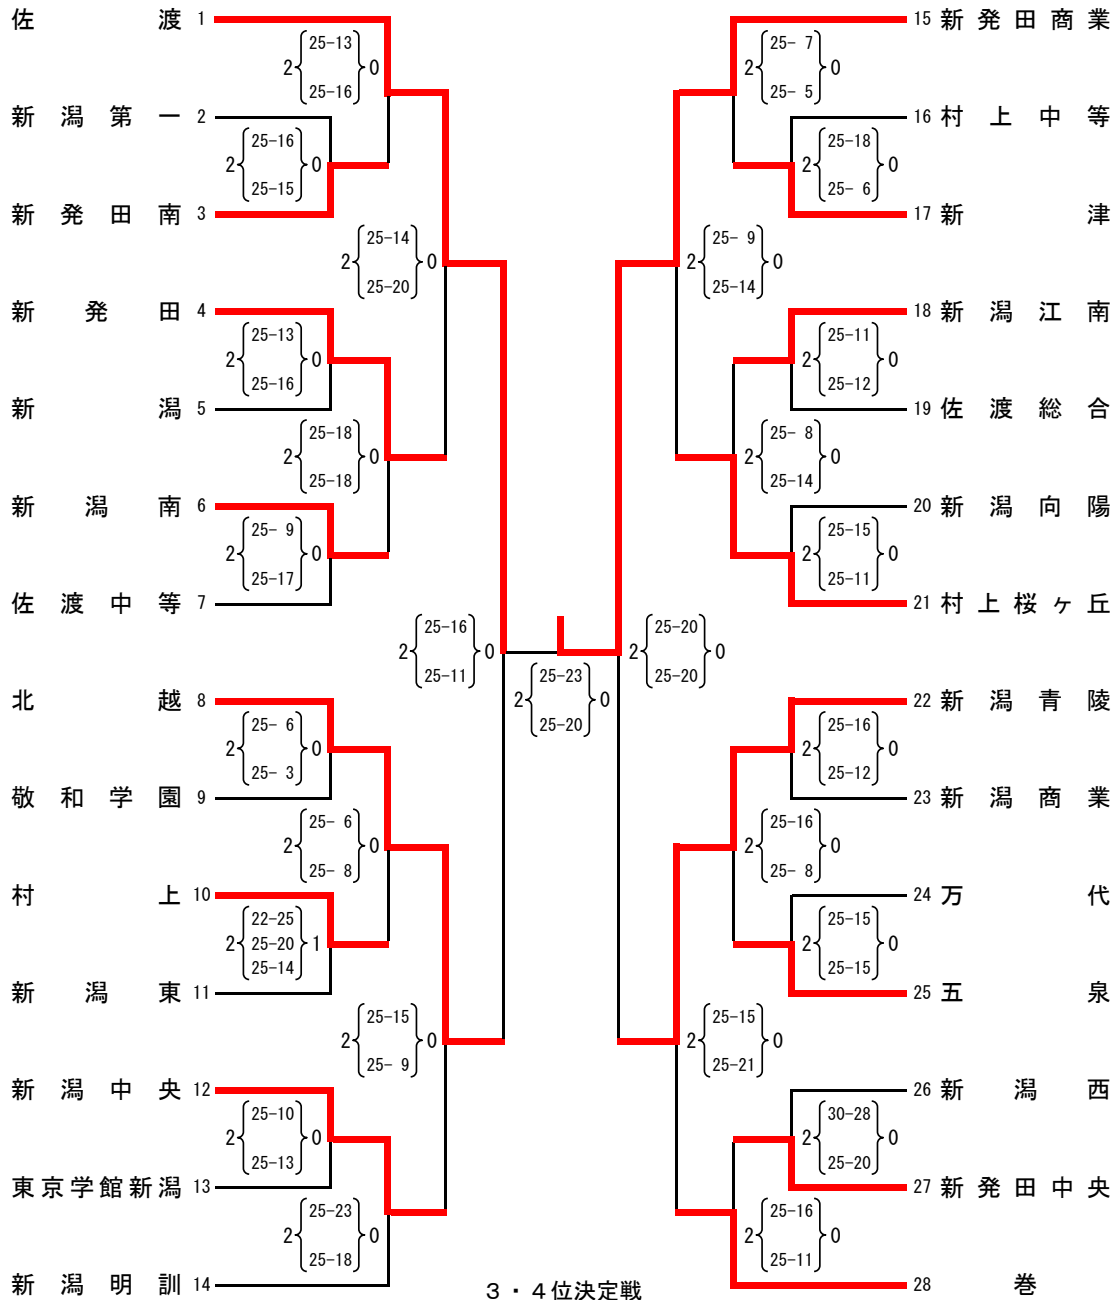 佐渡 1
25-13
2 0
25-16
新潟第一 2
25-16
2 0
25-15
新発田南 3
25-14
2 0
25-20
新発田 4
25-13
2 0
25-16
新潟 5
25-18
2 0
25-18
新潟南 6
25- 9
2 0
25-17
佐渡中等 7
25-16
2 0
25-11
北越 8
25- 6
2 0
25- 3
敬和学園 9
25- 6
2 0
25- 8
村上 10
22-25
2 25-20 1
25-14
新潟東 11
25-15
2 0
25- 9
新潟中央 12
25-10
2 0
25-13
東京学館新潟 13
25-23
2 0
25-18
新潟明訓 14
25-23
2 0
25-20
15 新発田商業
25- 7
2 0
25- 5
16 村上中等
25-18
2 0
25- 6
17 新津
25- 9
2 0
25-14
18 新潟江南
25-11
2 0
25-12
19 佐渡総合
25- 8
2 0
25-14
20 新潟向陽
25-15
2 0
25-11
21 村上桜ヶ丘
25-20
2 0
25-20
22 新潟青陵
25-16
2 0
25-12
23 新潟商業
25-16
2 0
25- 8
24 万代
25-15
2 0
25-15
25 五泉
25-15
2 0
25-21
26 新潟西
30-28
2 0
25-20
27 新発田中央
25-16
2 0
25-11
28 巻
３・４位決定戦